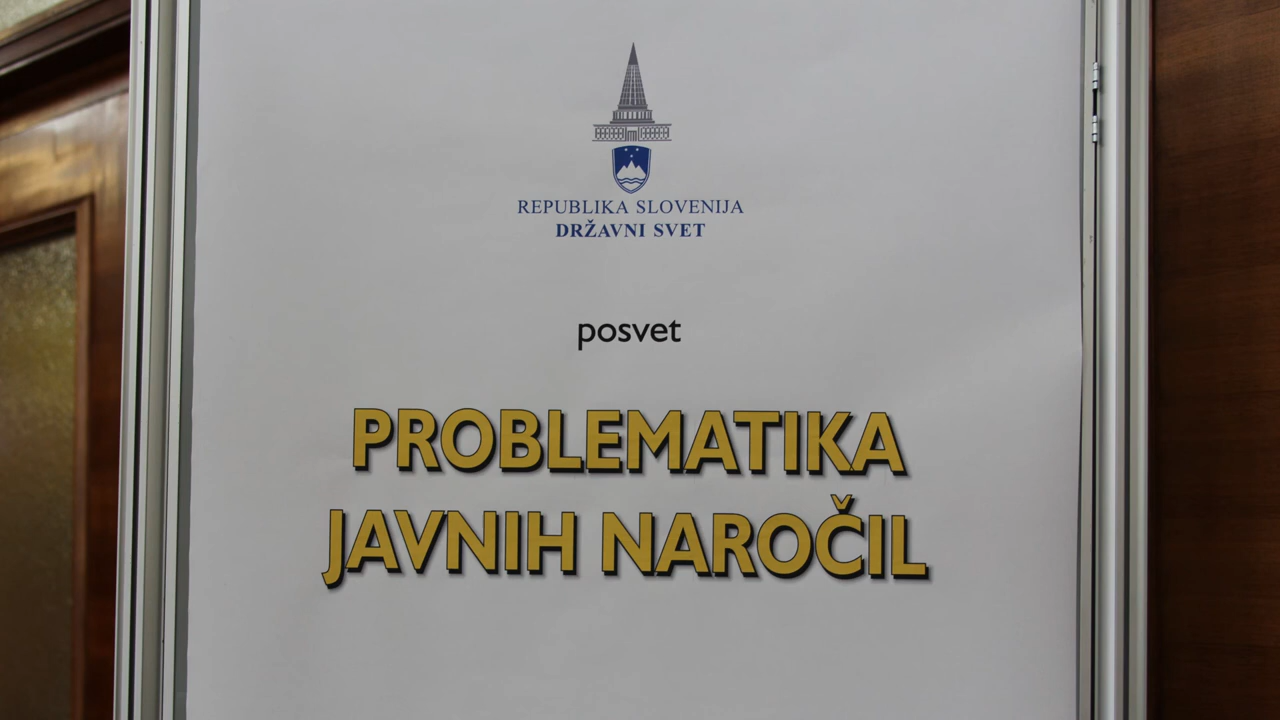 REPUBLIKA SLOVENIJA
DRŽAVNI SVET
posvet
PROBLEMATIKA
JAVNIH NAROČIL